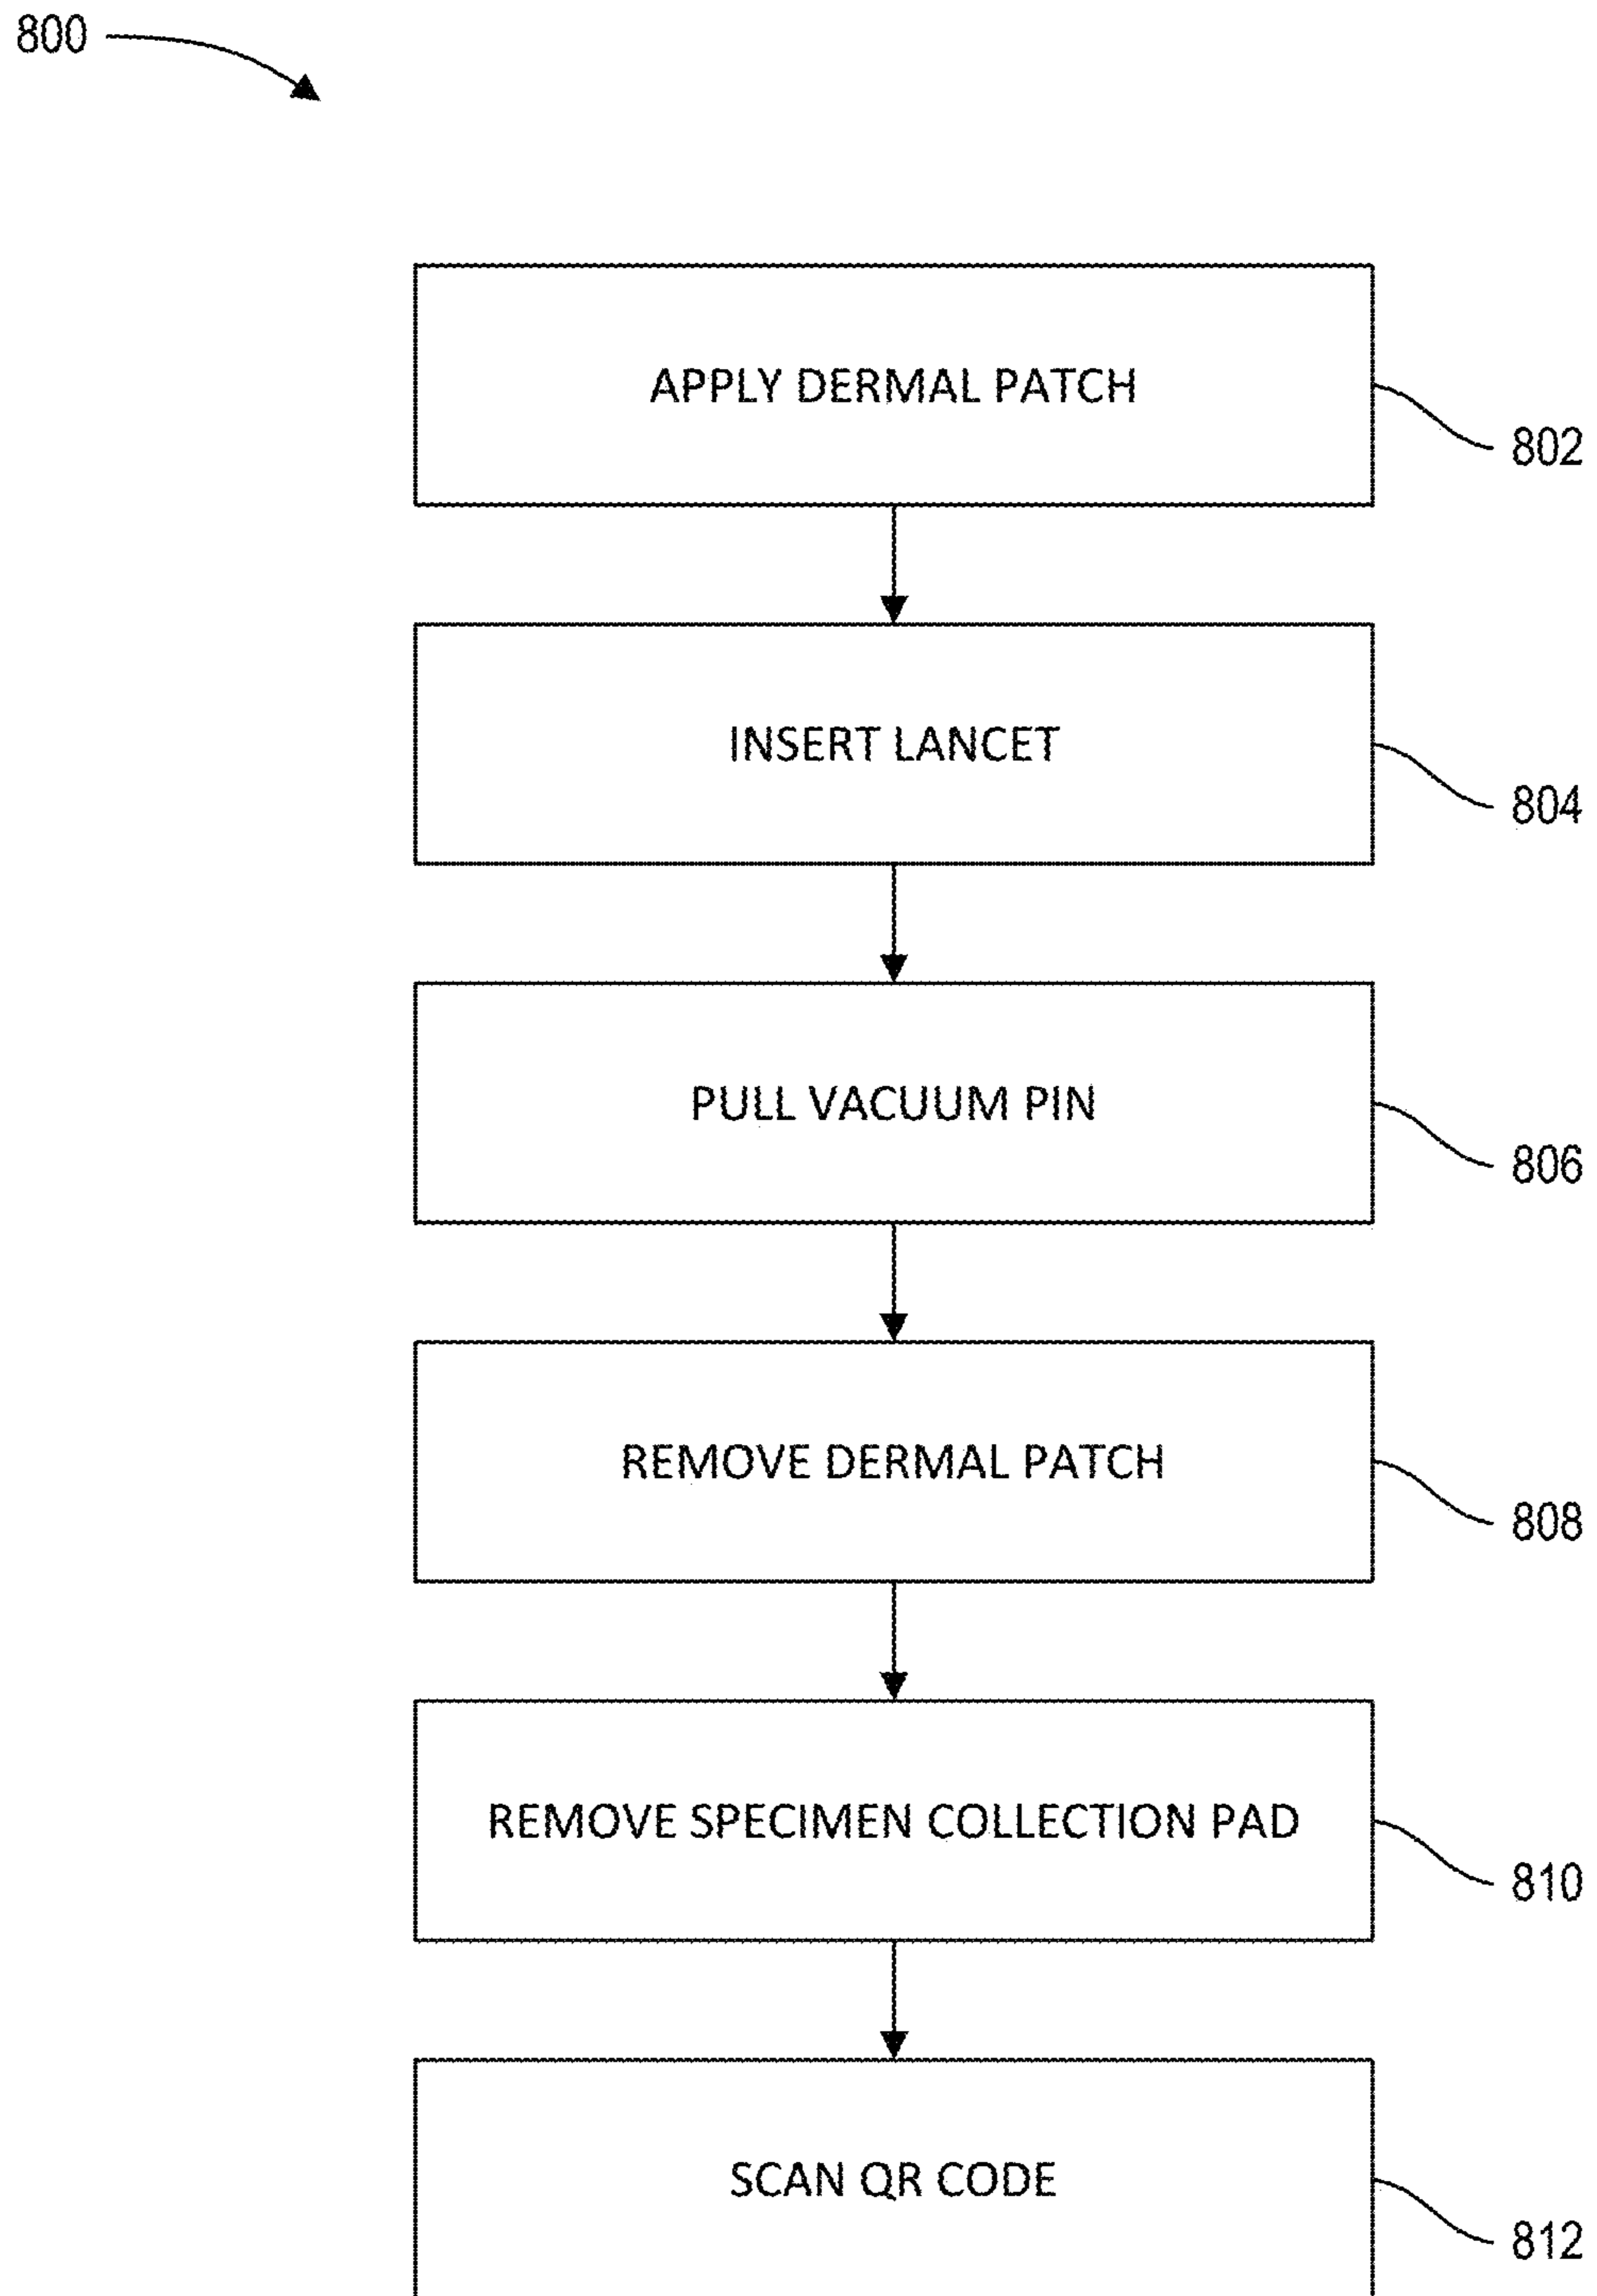 800
APPLY DERMAL PATCH
802
INSERT LANCET
804
PULL VACUUM PIN
806
REMOVE DERMAL PATCH
808
REMOVE SPECIMEN COLLECTION PAD
810
SCAN QR CODE
812